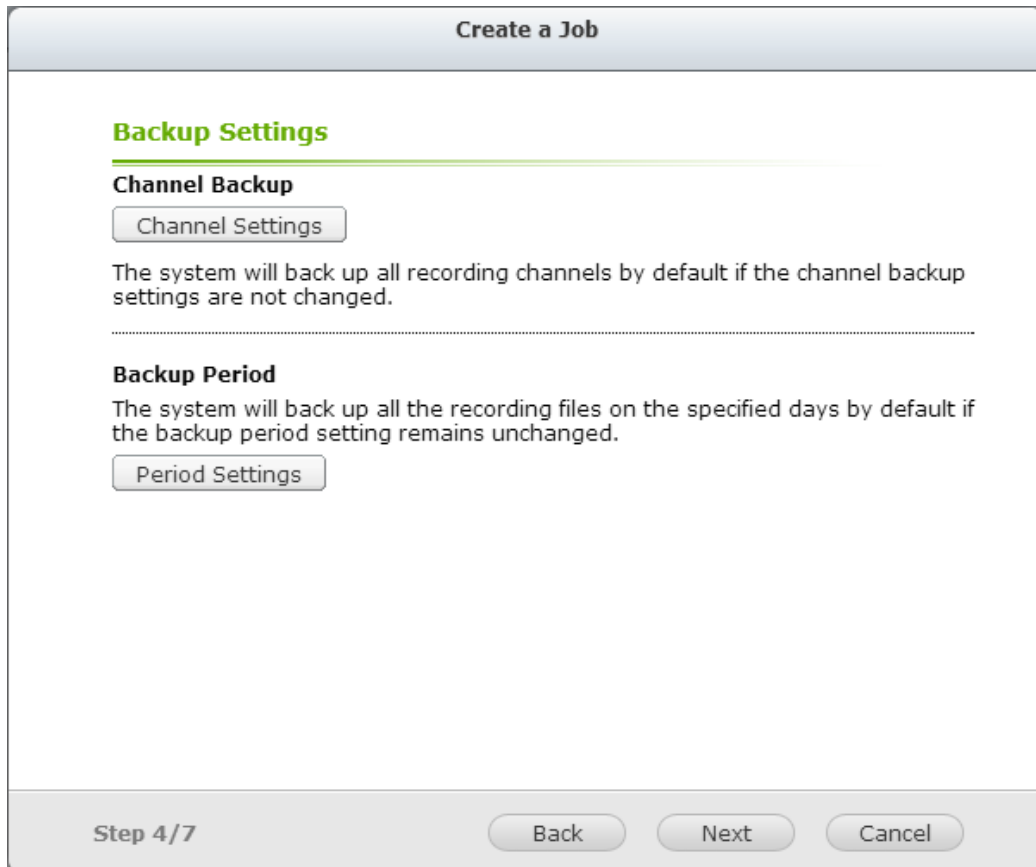 Create a Job
Backup Settings
Channel Backup
Channel Settings
The system will back up all recording channels by default if the channel backup
settings are not changed.
Backup Period
The system will back up all the recording files on the specified days by default if
the backup period setting remains unchanged.
Period Settings
Step 4/7
Back
Next
Cancel